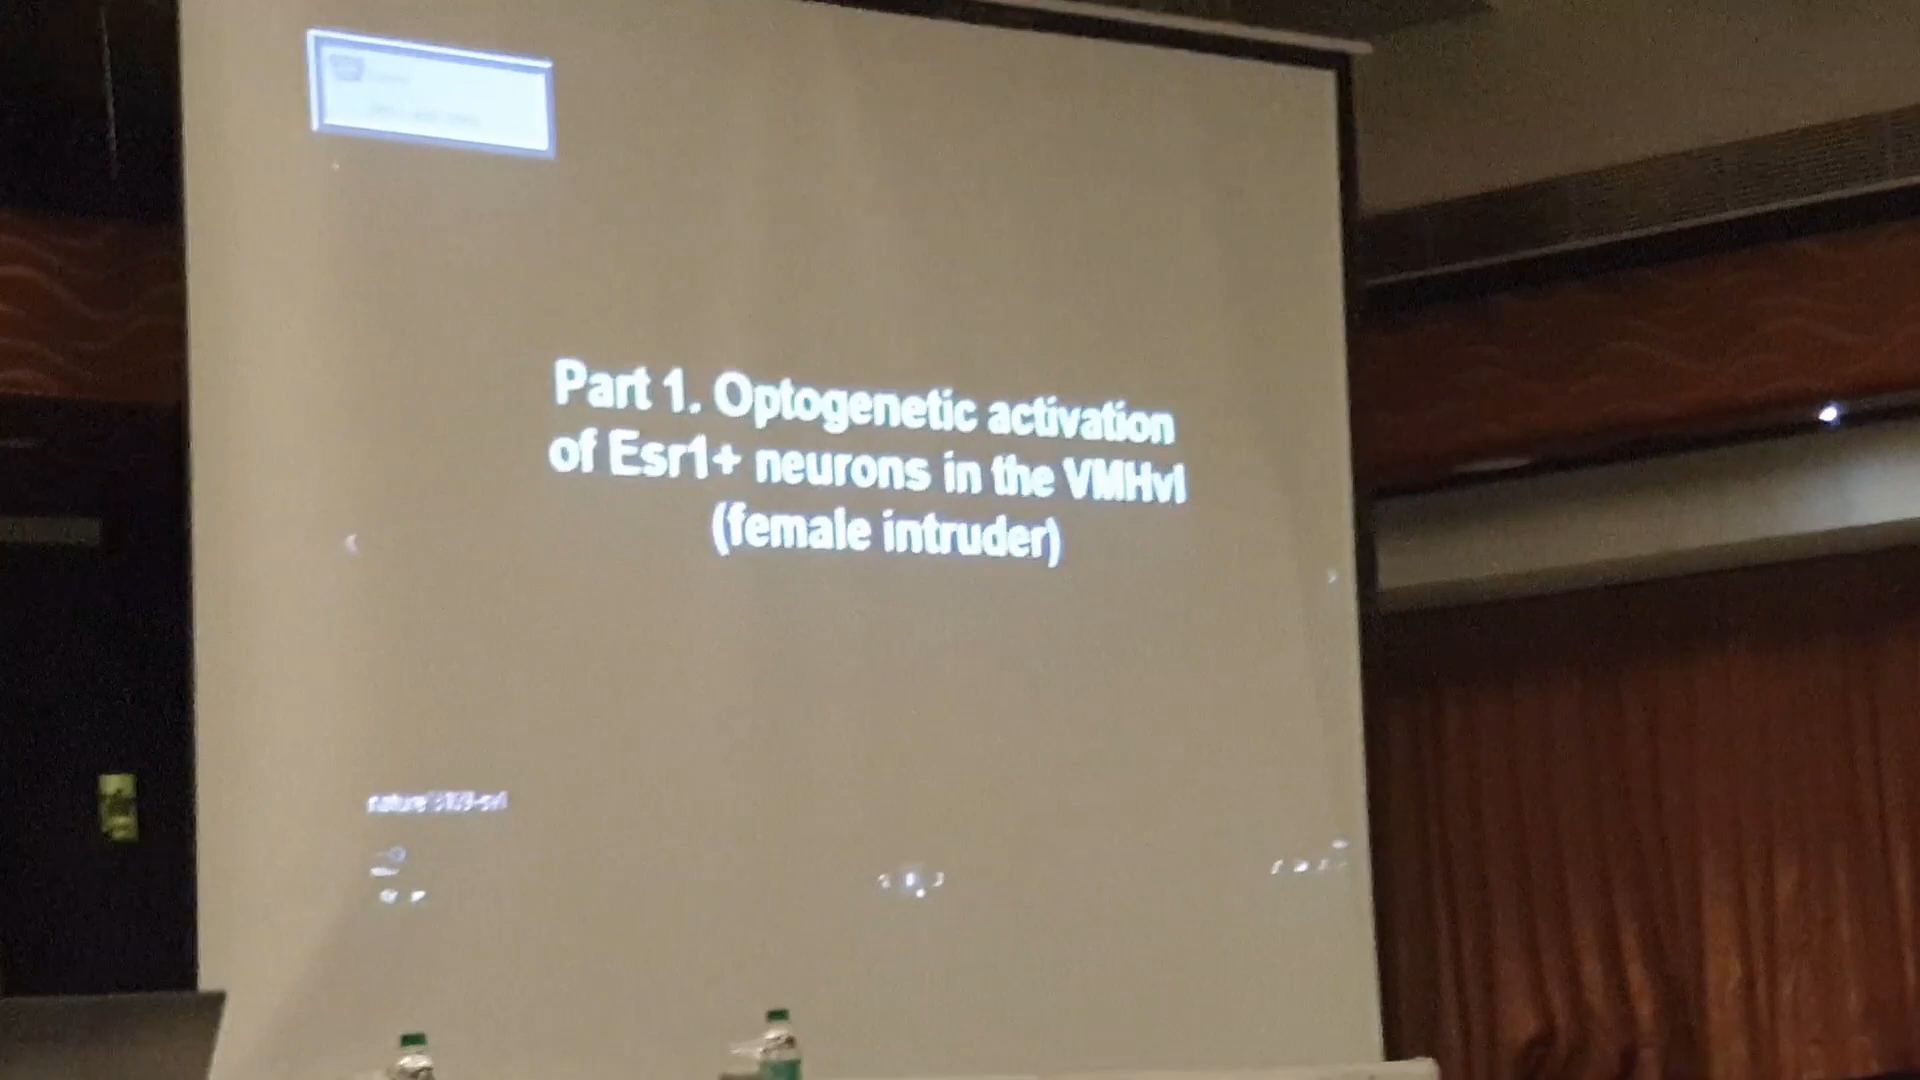 Part 1. Optogenetic activation
of Esr1+ neurons in the VMHvl
(female intruder)